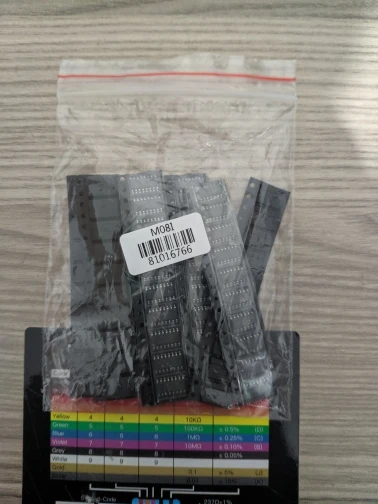 M08I
81016766
Yellow 4 4 4 10KΩ
Green 5 5 5 100KΩ ± 0.5% (D)
Blue 6 6 6 1MΩ ± 0.25% (C)
Violet 7 7 7 10MΩ ± 0.10% (B)
Grey 8 8 8 ± 0.05%
White 9 9 9
Gold 0.1 ± 5% (J)
237Ω±1%